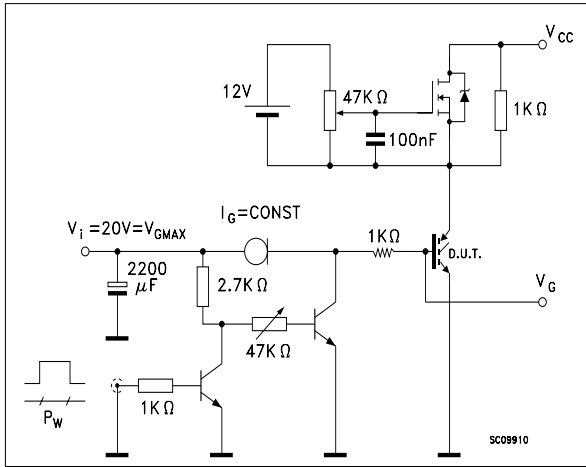 V_CC
12V
47KΩ
1KΩ
100nF
V_i =20V=V_GMAX
I_G=CONST
1KΩ
D.U.T.
2200
μF
2.7KΩ
V_G
47KΩ
1KΩ
P_W
SC09910